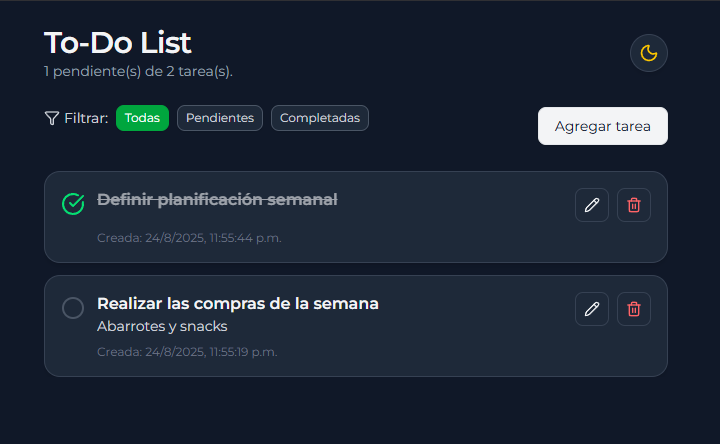 To-Do List
1 pendiente(s) de 2 tarea(s).
Filtrar: Todas Pendientes Completadas
Agregar tarea
Definir planificación semanal
Creada: 24/8/2025, 11:55:44 p.m.
Realizar las compras de la semana
Abarrotes y snacks
Creada: 24/8/2025, 11:55:19 p.m.